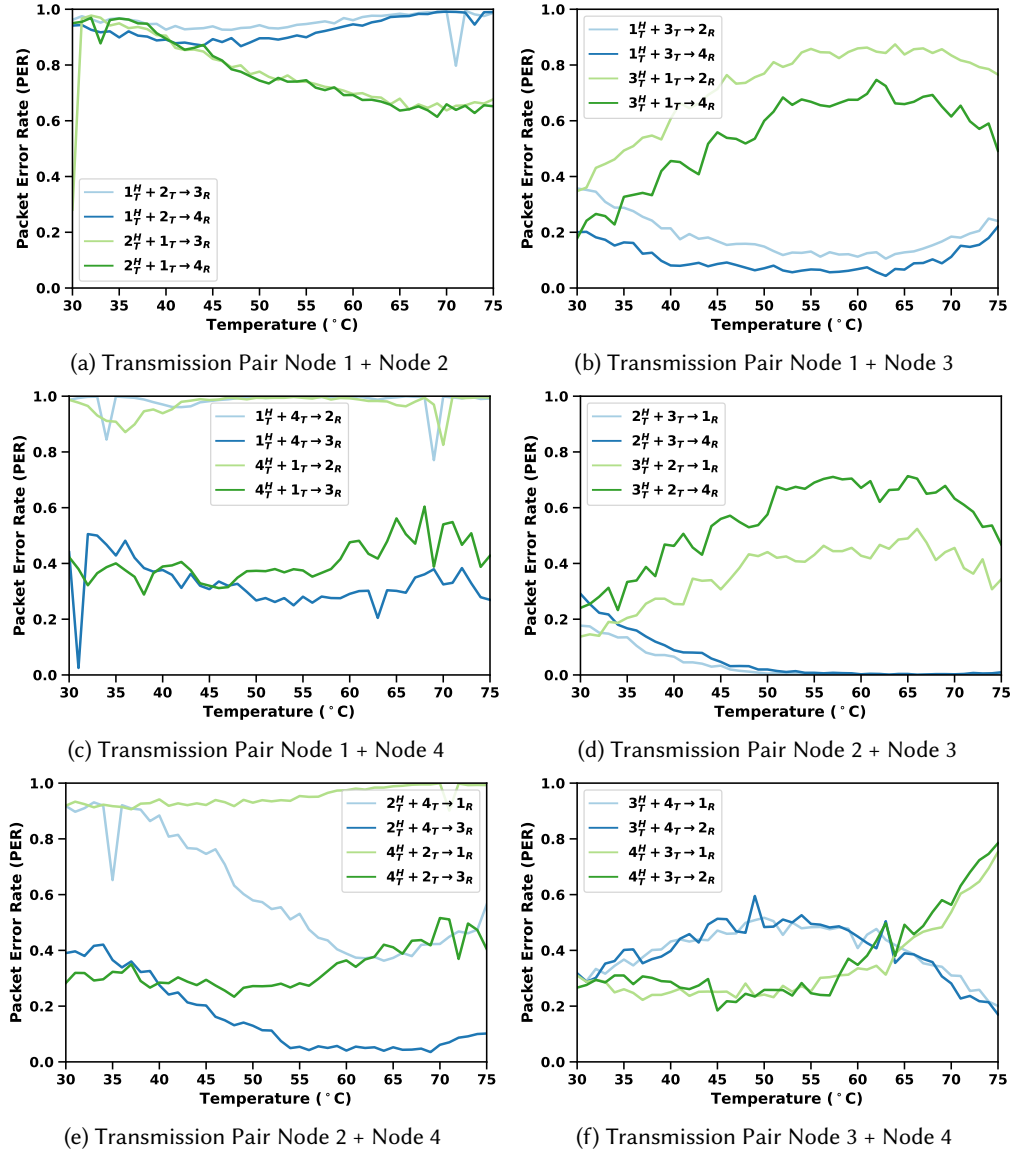 1.0
0.8
0.6
0.4
0.2
0.0
Packet Error Rate (PER)
1^H_T + 2_T → 3_R
1^H_T + 2_T → 4_R
2^H_T + 1_T → 3_R
2^H_T + 1_T → 4_R
30 35 40 45 50 55 60 65 70 75
Temperature (°C)
(a) Transmission Pair Node 1 + Node 2
1.0
0.8
0.6
0.4
0.2
0.0
Packet Error Rate (PER)
1^H_T + 3_T → 2_R
1^H_T + 3_T → 4_R
3^H_T + 1_T → 2_R
3^H_T + 1_T → 4_R
30 35 40 45 50 55 60 65 70 75
Temperature (°C)
(b) Transmission Pair Node 1 + Node 3
1.0
0.8
0.6
0.4
0.2
0.0
Packet Error Rate (PER)
1^H_T + 4_T → 2_R
1^H_T + 4_T → 3_R
4^H_T + 1_T → 2_R
4^H_T + 1_T → 3_R
30 35 40 45 50 55 60 65 70 75
Temperature (°C)
(c) Transmission Pair Node 1 + Node 4
1.0
0.8
0.6
0.4
0.2
0.0
Packet Error Rate (PER)
2^H_T + 3_T → 1_R
2^H_T + 3_T → 4_R
3^H_T + 2_T → 1_R
3^H_T + 2_T → 4_R
30 35 40 45 50 55 60 65 70 75
Temperature (°C)
(d) Transmission Pair Node 2 + Node 3
1.0
0.8
0.6
0.4
0.2
0.0
Packet Error Rate (PER)
2^H_T + 4_T → 1_R
2^H_T + 4_T → 3_R
4^H_T + 2_T → 1_R
4^H_T + 2_T → 3_R
30 35 40 45 50 55 60 65 70 75
Temperature (°C)
(e) Transmission Pair Node 2 + Node 4
1.0
0.8
0.6
0.4
0.2
0.0
Packet Error Rate (PER)
3^H_T + 4_T → 1_R
3^H_T + 4_T → 2_R
4^H_T + 3_T → 1_R
4^H_T + 3_T → 2_R
30 35 40 45 50 55 60 65 70 75
Temperature (°C)
(f) Transmission Pair Node 3 + Node 4